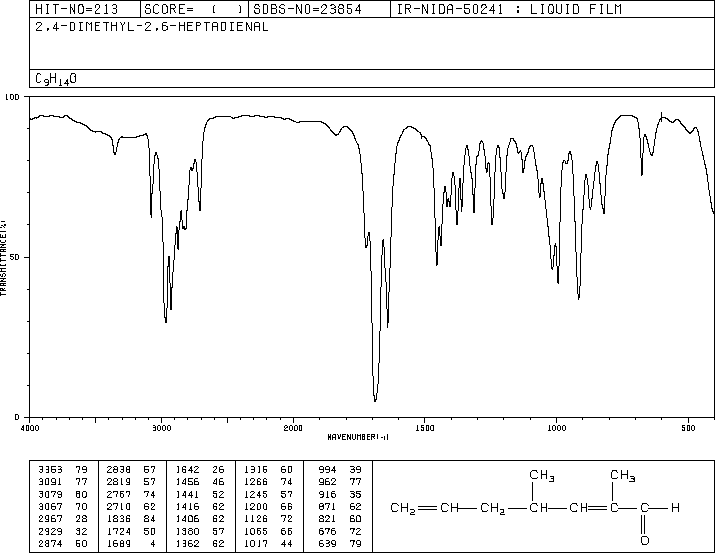 HIT-NO=213 SCORE= ( ) SDBS-NO=23854 IR-NIDA-50241 : LIQUID FILM
2,4-DIMETHYL-2,6-HEPTADIENAL
C9H14O
100
TRANSMITTANCE(%)
50
0
4000 3000 2000 1500 1000 500
WAVENUMBER(-1)
3363 79 2838 67 1642 26 1316 60 994 39
3091 77 2819 57 1456 46 1266 74 962 77
3079 60 2767 74 1441 52 1245 57 916 35
3067 70 2710 62 1416 62 1200 66 871 62
2967 28 1836 84 1406 62 1126 72 821 60
2929 32 1724 50 1380 57 1065 66 676 72
2874 50 1689 4 1362 62 1017 44 639 79
CH3 CH3
CH2 CH CH2 CH CH C C H
O